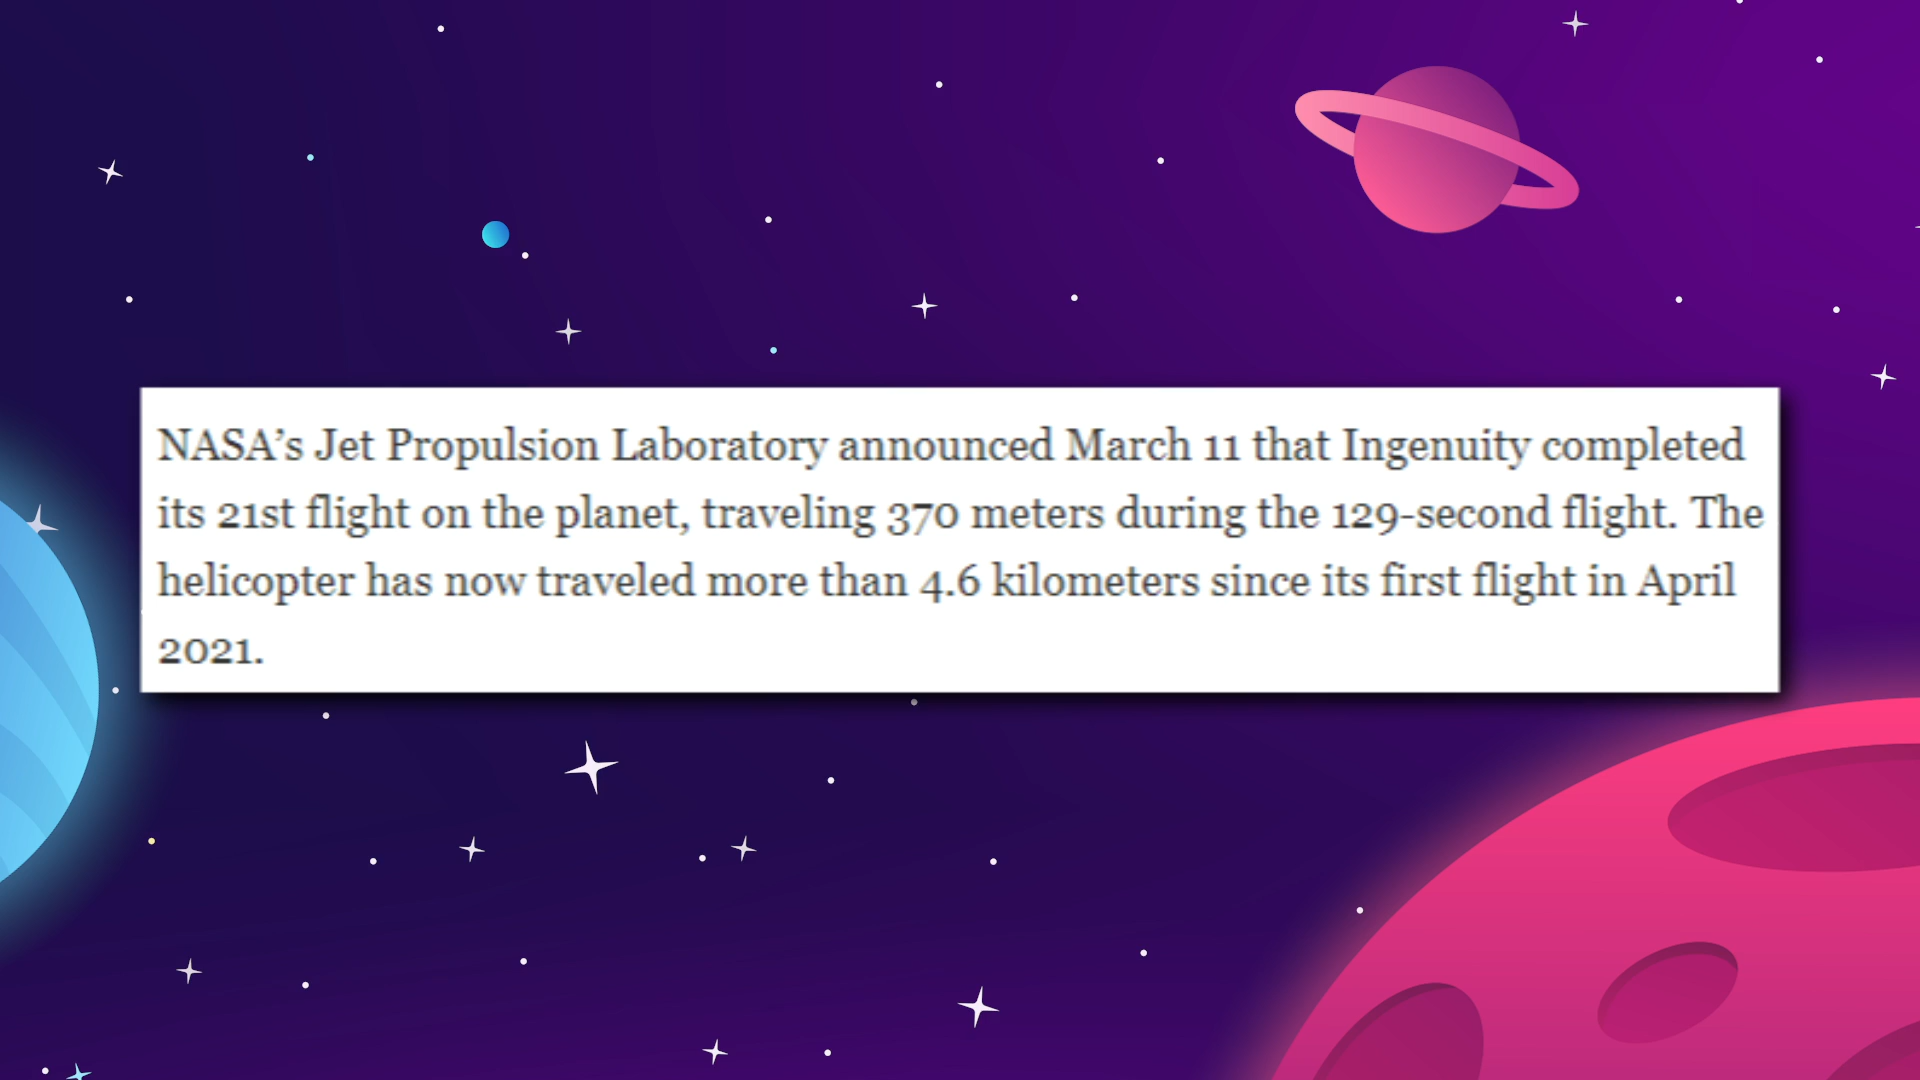 NASA’s Jet Propulsion Laboratory announced March 11 that Ingenuity completed
its 21st flight on the planet, traveling 370 meters during the 129-second flight. The
helicopter has now traveled more than 4.6 kilometers since its first flight in April
2021.